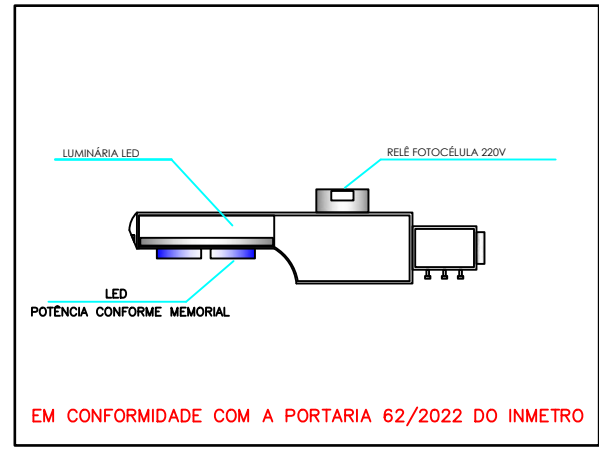 LUMINÁRIA LED
RELÊ FOTOCÉLULA 220V
LED
POTÊNCIA CONFORME MEMORIAL
EM CONFORMIDADE COM A PORTARIA 62/2022 DO INMETRO